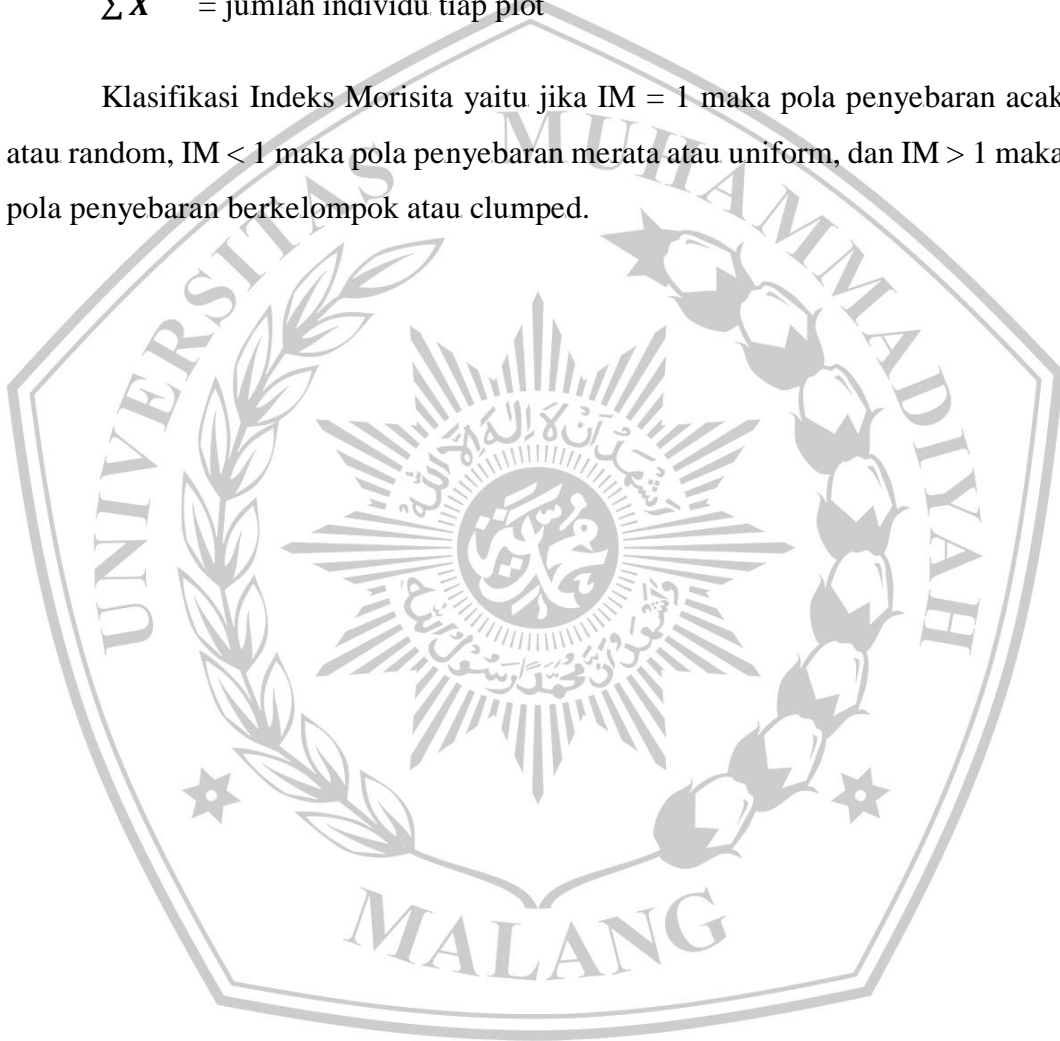 ∑ X = jumlah individu tiap plot
Klasifikasi Indeks Morisita yaitu jika IM = 1 maka pola penyebaran acak
atau random, IM < 1 maka pola penyebaran merata atau uniform, dan IM > 1 maka
pola penyebaran berkelompok atau clumped.
UNIVERSITAS MUHAMMADIYAH
MALANG